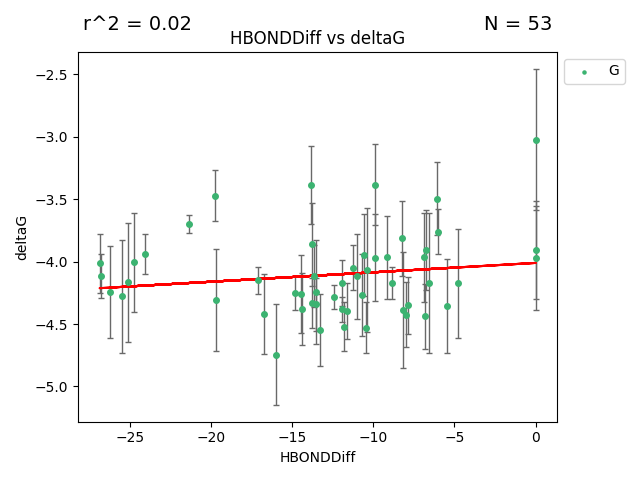 r^2 = 0.02
N = 53
HBONDDiff vs deltaG
G
−2.5
−3.0
−3.5
−4.0
−4.5
−5.0
deltaG
−25
−20
−15
−10
−5
0
HBONDDiff